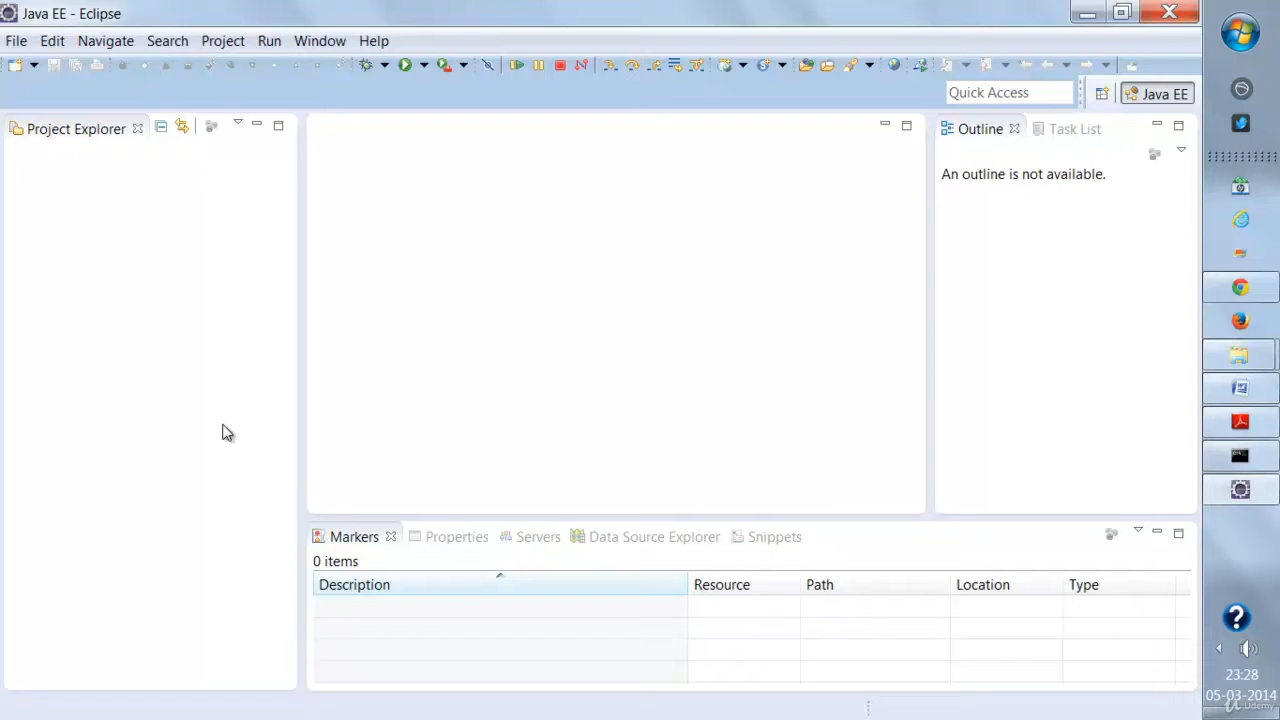 Java EE - Eclipse
File Edit Navigate Search Project Run Window Help
Quick Access
Java EE
Project Explorer
Outline Task List
An outline is not available.
Markers Properties Servers Data Source Explorer Snippets
0 items
Description Resource Path Location Type
23:28
05-03-2014
Udemy